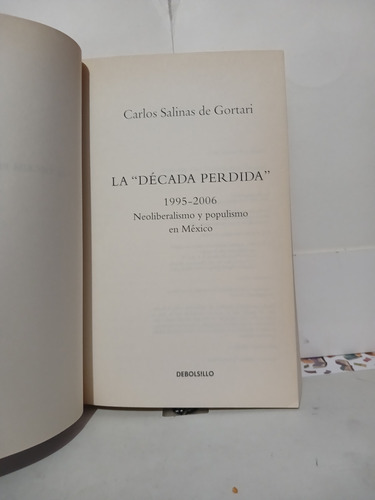 Carlos Salinas de Gortari
LA “DÉCADA PERDIDA”
1995-2006
Neoliberalismo y populismo
en México
DEBOLSILLO